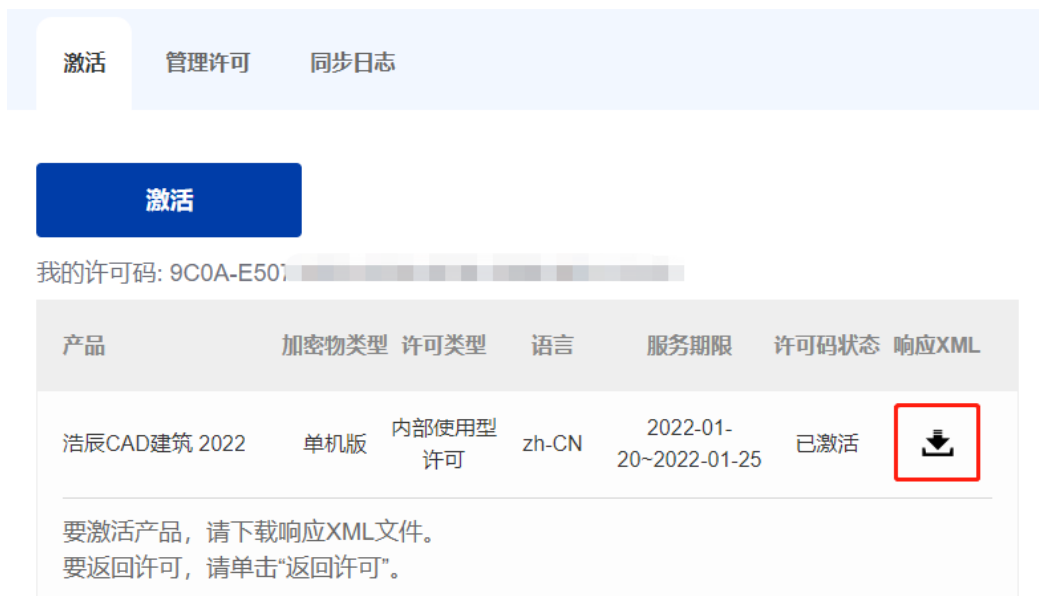 激活 管理许可 同步日志
激活
我的许可码: 9C0A-E507
产品 加密物类型 许可类型 语言 服务期限 许可码状态 响应XML
浩辰CAD建筑 2022 单机版 内部使用型 zh-CN 2022-01- 已激活
许可 20~2022-01-25
要激活产品，请下载响应XML文件。
要返回许可，请单击“返回许可”。